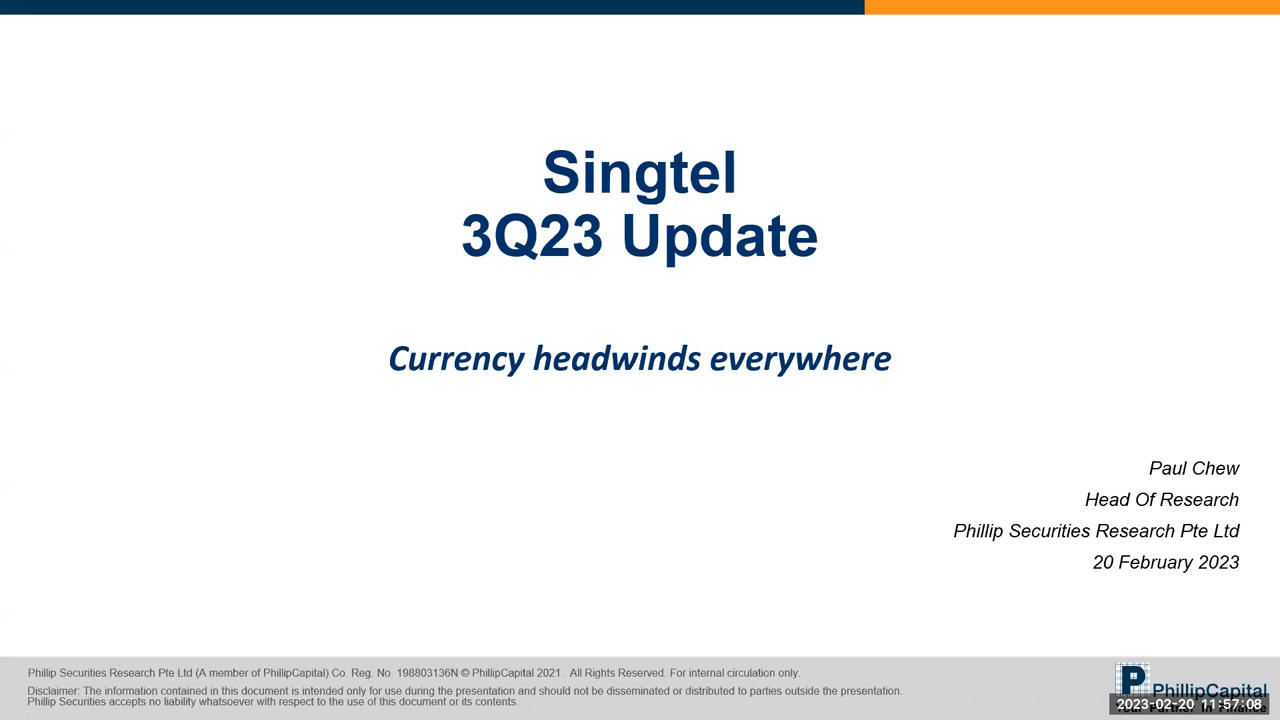 Singtel
3Q23 Update
Currency headwinds everywhere
Paul Chew
Head Of Research
Phillip Securities Research Pte Ltd
20 February 2023
Phillip Securities Research Pte Ltd (A member of PhillipCapital) Co. Reg. No. 198803136N © PhillipCapital 2021. All Rights Reserved. For internal circulation only.
Disclaimer: The information contained in this document is intended only for use during the presentation and should not be disseminated or distributed to parties outside the presentation.
Phillip Securities accepts no liability whatsoever with respect to the use of this document or its contents.
PhillipCapital
Your Partner In Finance
2023-02-20 11:57:08